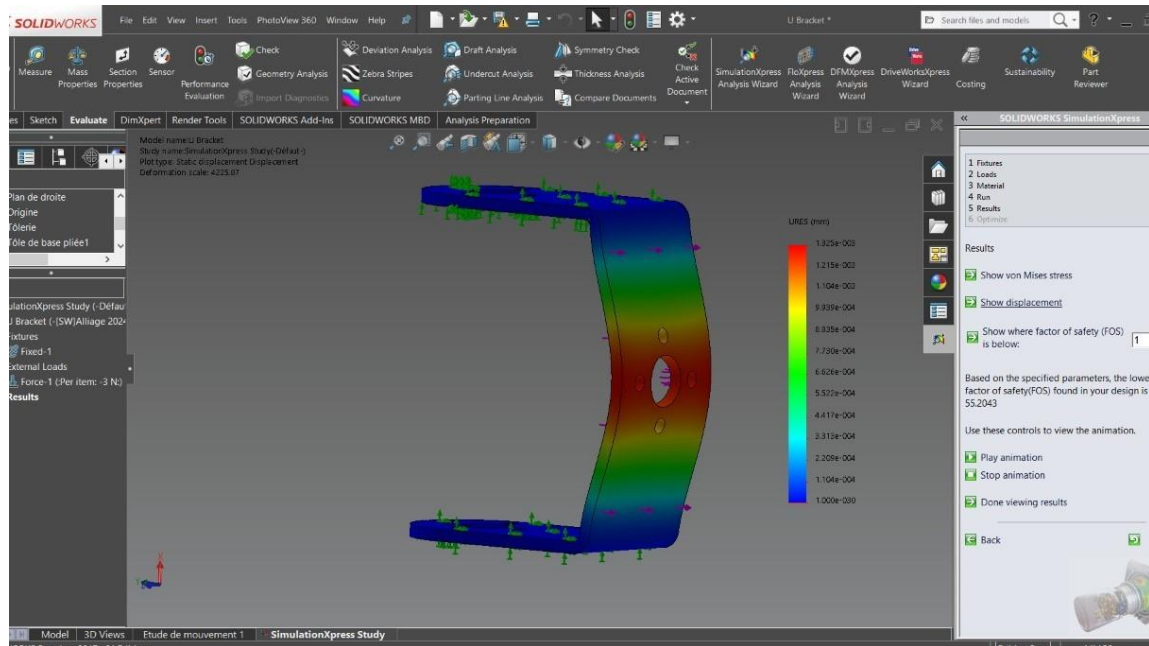 SOLIDWORKS File Edit View Insert Tools PhotoView 360 Window Help U Bracket * Search files and models
Measure
Mass Properties
Section Properties
Sensor
Performance Evaluation
Check
Geometry Analysis
Import Diagnostics
Deviation Analysis
Zebra Stripes
Curvature
Draft Analysis
Undercut Analysis
Parting Line Analysis
Symmetry Check
Thickness Analysis
Compare Documents
Check Active Document
SimulationXpress Analysis Wizard
FloXpress Analysis Wizard
DFMXpress Analysis Wizard
DriveWorksXpress Wizard
Costing
Sustainability
Part Reviewer
es Sketch Evaluate DimXpert Render Tools SOLIDWORKS Add-Ins SOLIDWORKS MBD Analysis Preparation
Plan de droite
Origine
Tôlerie
Tôle de base pliée1
ulationXpress Study (-Défau
U Bracket (-[SW]Alliage 2024
ixtures
Fixed-1
xternal Loads
Force-1 (:Per item: -3 N:)
Results
Model name:U Bracket
Study name:SimulationXpress Study(-Défaut-)
Plot type: Static displacement Displacement
Deformation scale: 4225.07
URES (mm)
1.325e-003
1.215e-003
1.104e-003
9.939e-004
8.835e-004
7.730e-004
6.626e-004
5.522e-004
4.417e-004
3.313e-004
2.209e-004
1.104e-004
1.000e-030
X
Y
SOLIDWORKS SimulationXpress
1 Fixtures
2 Loads
3 Material
4 Run
5 Results
6 Optimize
Results
Show von Mises stress
Show displacement
Show where factor of safety (FOS)
is below: 1
Based on the specified parameters, the lowe
factor of safety(FOS) found in your design is
55.2043
Use these controls to view the animation.
Play animation
Stop animation
Done viewing results
Back
Model 3D Views Etude de mouvement 1 SimulationXpress Study